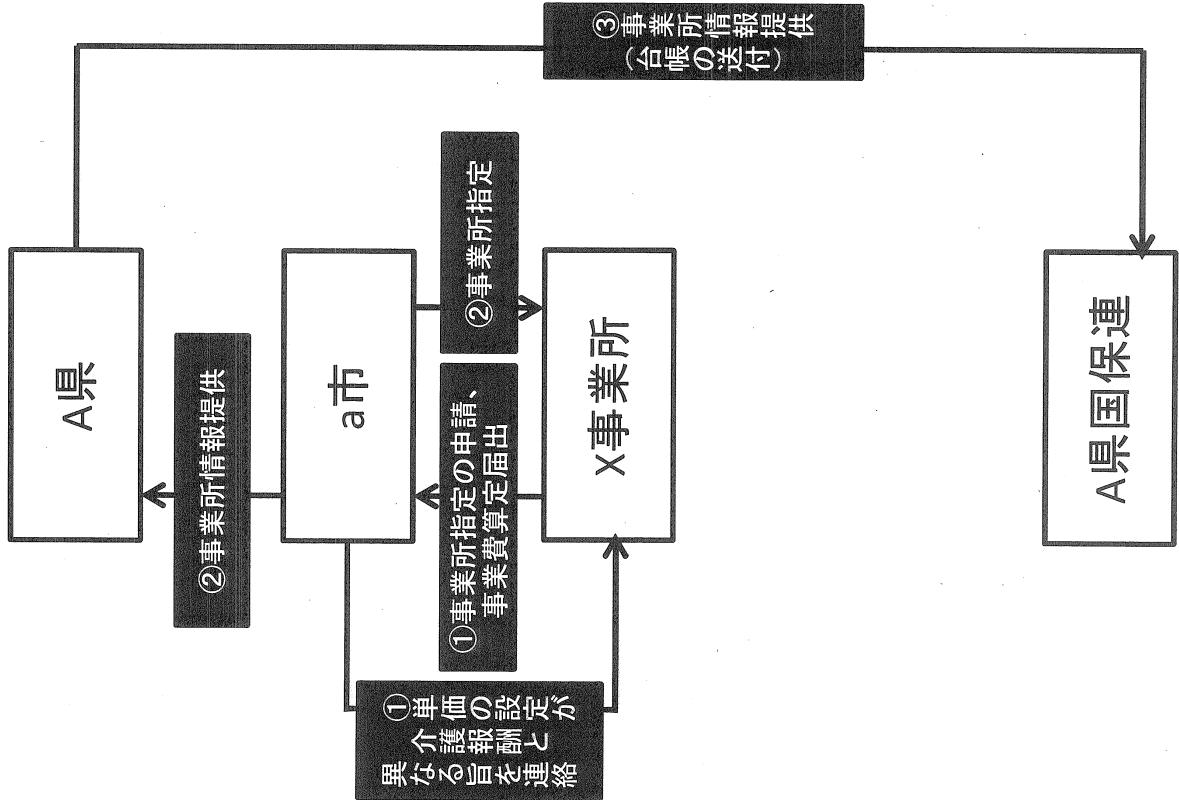 A県
②事業所情報提供
a市
②事業所指定
①事業所指定の申請、
事業費算定届出
①単価の設定が
介護報酬と
異なる旨を連絡
X事業所
③事業所情報提供
（台帳の送付）
A県国保連